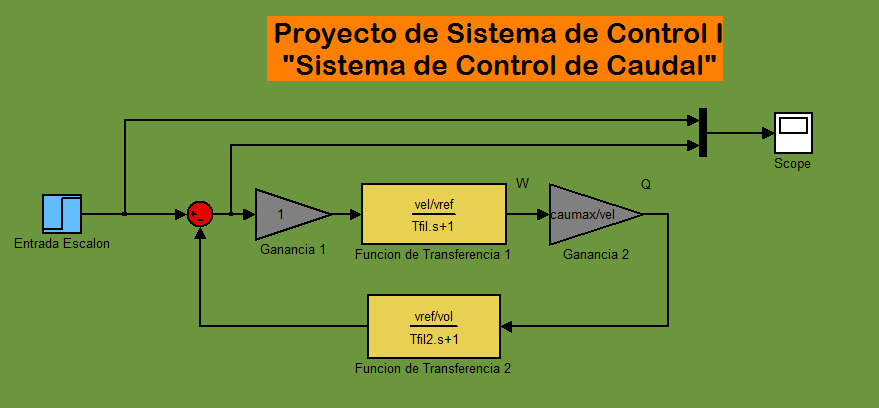 Proyecto de Sistema de Control I
"Sistema de Control de Caudal"
Scope
W
Q
Entrada Escalon
+
-
1
Ganancia 1
vel/vref
Tfil.s+1
Funcion de Transferencia 1
caumax/vel
Ganancia 2
vref/vol
Tfil2.s+1
Funcion de Transferencia 2